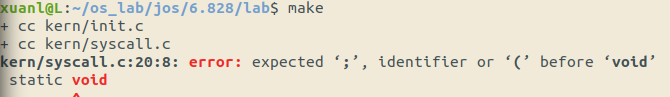 xuanl@L:~/os_lab/jos/6.828/lab$ make
+ cc kern/init.c
+ cc kern/syscall.c
kern/syscall.c:20:8: error: expected ‘;’, identifier or ‘(’ before ‘void’
 static void
        ^